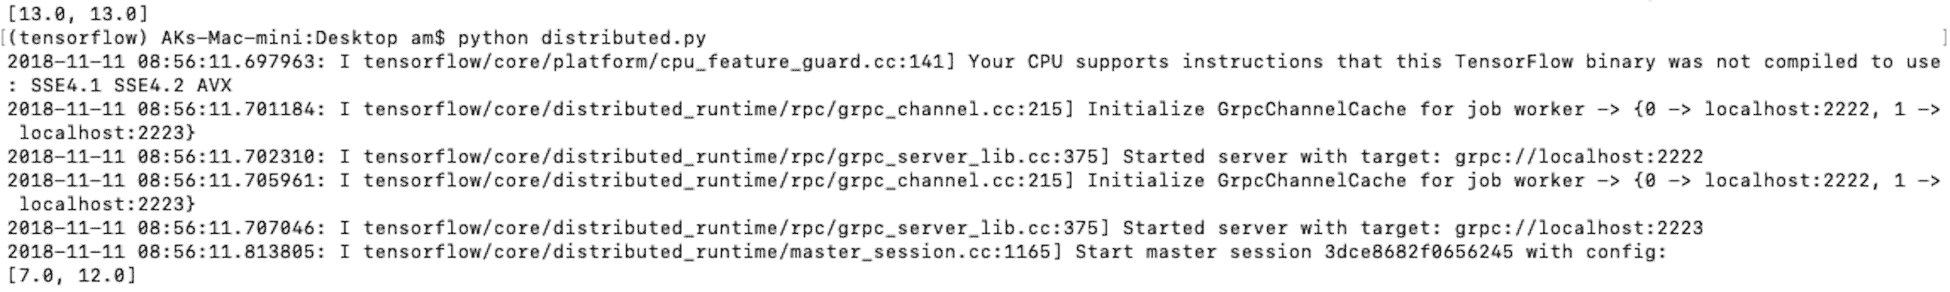 [13.0, 13.0]
[(tensorflow) AKs-Mac-mini:Desktop am$ python distributed.py ]
2018-11-11 08:56:11.697963: I tensorflow/core/platform/cpu_feature_guard.cc:141] Your CPU supports instructions that this TensorFlow binary was not compiled to use
: SSE4.1 SSE4.2 AVX
2018-11-11 08:56:11.701184: I tensorflow/core/distributed_runtime/rpc/grpc_channel.cc:215] Initialize GrpcChannelCache for job worker -> {0 -> localhost:2222, 1 ->
localhost:2223}
2018-11-11 08:56:11.702310: I tensorflow/core/distributed_runtime/rpc/grpc_server_lib.cc:375] Started server with target: grpc://localhost:2222
2018-11-11 08:56:11.705961: I tensorflow/core/distributed_runtime/rpc/grpc_channel.cc:215] Initialize GrpcChannelCache for job worker -> {0 -> localhost:2222, 1 ->
localhost:2223}
2018-11-11 08:56:11.707046: I tensorflow/core/distributed_runtime/rpc/grpc_server_lib.cc:375] Started server with target: grpc://localhost:2223
2018-11-11 08:56:11.813805: I tensorflow/core/distributed_runtime/master_session.cc:1165] Start master session 3dce8682f0656245 with config:
[7.0, 12.0]